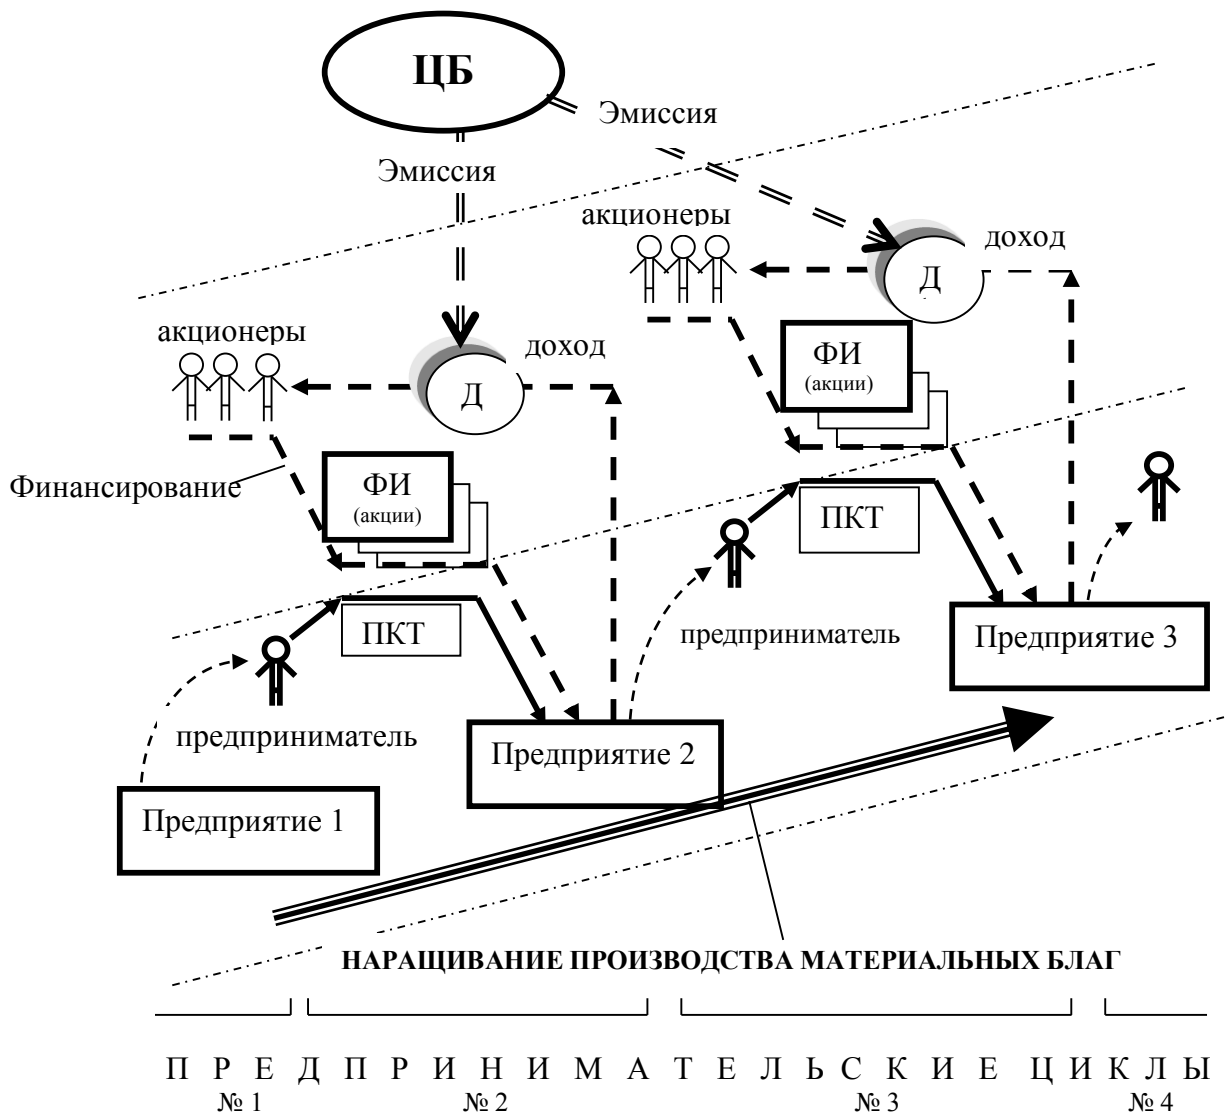 ЦБ
Эмиссия
Эмиссия
акционеры
доход
Д
акционеры
доход
ФИ
(акции)
Д
Финансирование
ФИ
(акции)
ПКТ
ПКТ
предприниматель
Предприятие 3
предприниматель
Предприятие 2
Предприятие 1
НАРАЩИВАНИЕ ПРОИЗВОДСТВА МАТЕРИАЛЬНЫХ БЛАГ
П Р Е Д П Р И Н И М А Т Е Л Ь С К И Е Ц И К Л Ы
№ 1 № 2 № 3 № 4